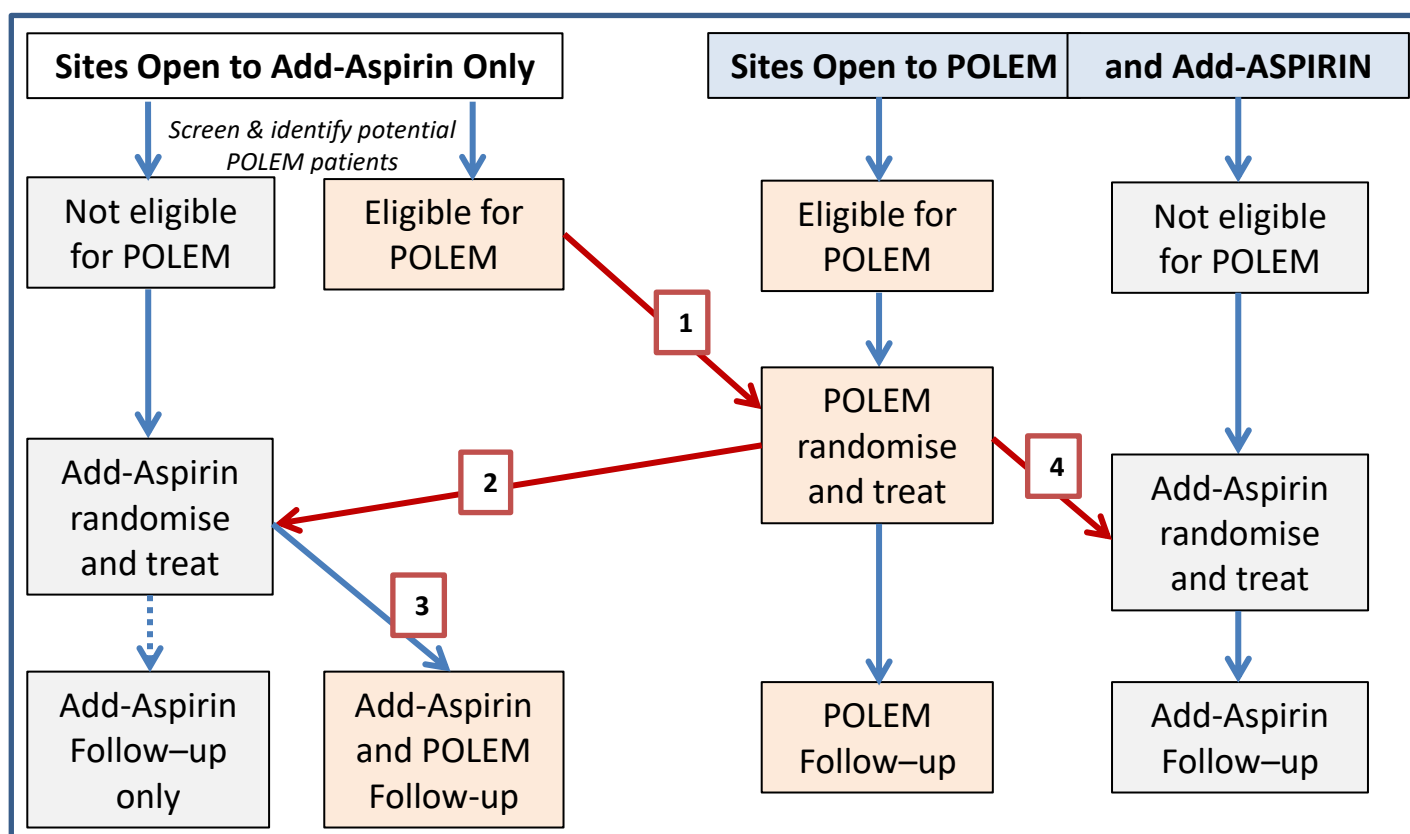 Sites Open to Add-Aspirin Only
Sites Open to POLEM
and Add-ASPIRIN
Screen & identify potential
POLEM patients
Not eligible
for POLEM
Eligible for
POLEM
Eligible for
POLEM
Not eligible
for POLEM
1
POLEM
randomise
and treat
2
4
Add-Aspirin
randomise
and treat
Add-Aspirin
randomise
and treat
3
Add-Aspirin
Follow–up
only
Add-Aspirin
and POLEM
Follow-up
POLEM
Follow–up
Add-Aspirin
Follow–up